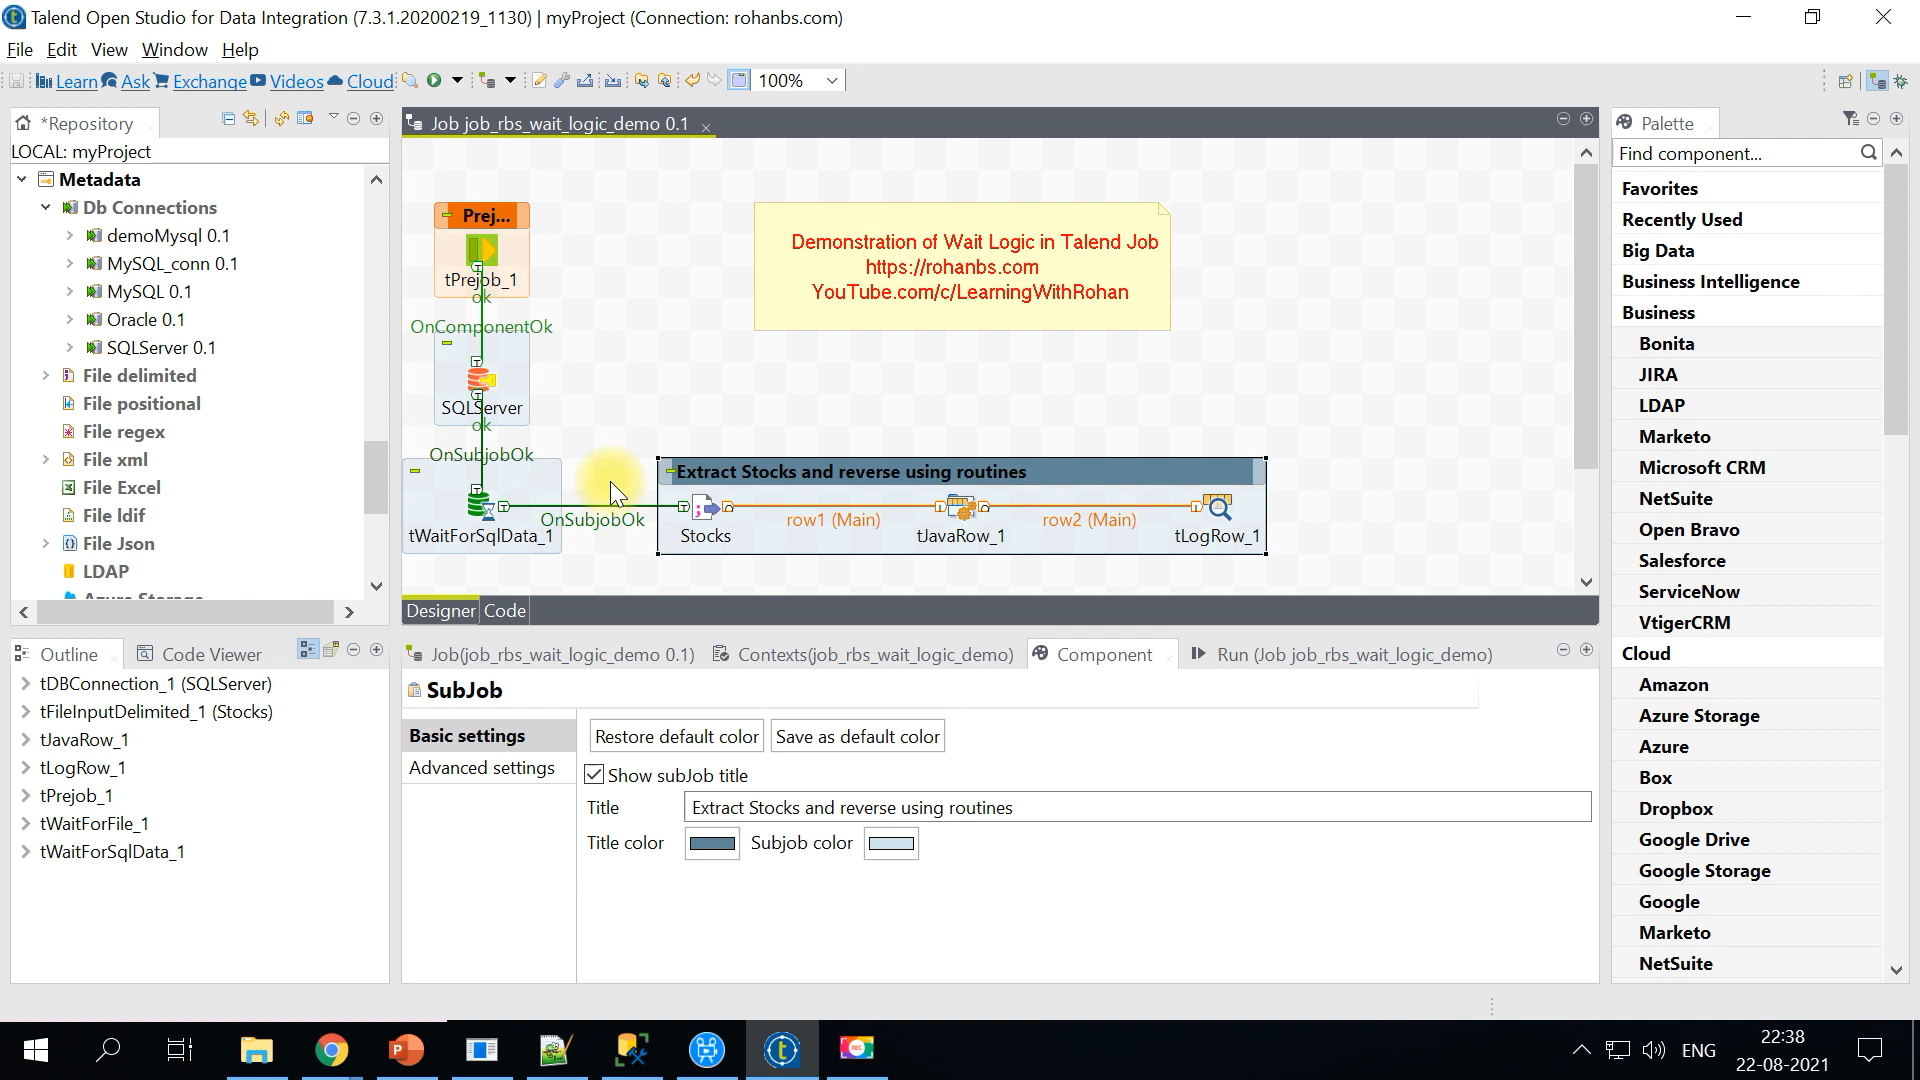 Talend Open Studio for Data Integration (7.3.1.20200219_1130) | myProject (Connection: rohanbs.com)
File Edit View Window Help
Learn Ask Exchange Videos Cloud 100%
*Repository
LOCAL: myProject
Metadata
Db Connections
demoMysql 0.1
MySQL_conn 0.1
MySQL 0.1
Oracle 0.1
SQLServer 0.1
File delimited
File positional
File regex
File xml
File Excel
File ldif
File Json
LDAP
Job job_rbs_wait_logic_demo 0.1
Prej...
tPrejob_1
ok
OnComponentOk
SQLServer
ok
OnSubjobOk
tWaitForSqlData_1
OnSubjobOk
Demonstration of Wait Logic in Talend Job
https://rohanbs.com
YouTube.com/c/LearningWithRohan
Extract Stocks and reverse using routines
row1 (Main)
row2 (Main)
Stocks
tJavaRow_1
tLogRow_1
Designer Code
Palette
Find component...
Favorites
Recently Used
Big Data
Business Intelligence
Business
Bonita
JIRA
LDAP
Marketo
Microsoft CRM
NetSuite
Open Bravo
Salesforce
ServiceNow
VtigerCRM
Cloud
Amazon
Azure Storage
Azure
Box
Dropbox
Google Drive
Google Storage
Google
Marketo
NetSuite
Outline Code Viewer
tDBConnection_1 (SQLServer)
tFileInputDelimited_1 (Stocks)
tJavaRow_1
tLogRow_1
tPrejob_1
tWaitForFile_1
tWaitForSqlData_1
Job(job_rbs_wait_logic_demo 0.1) Contexts(job_rbs_wait_logic_demo) Component Run (Job job_rbs_wait_logic_demo)
SubJob
Basic settings
Advanced settings
Restore default color Save as default color
Show subJob title
Title Extract Stocks and reverse using routines
Title color Subjob color
ENG
22:38
22-08-2021